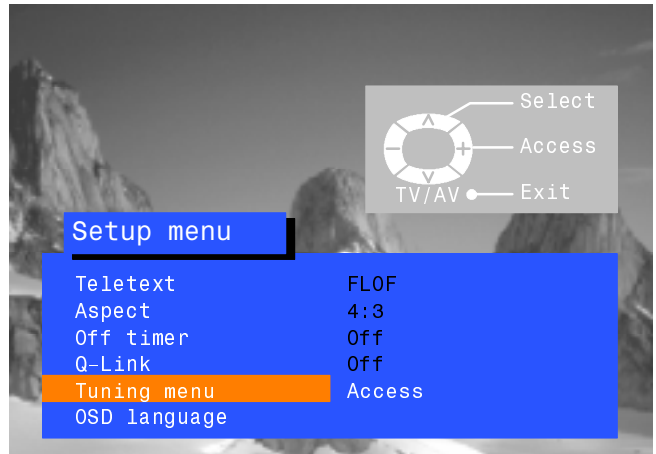 Select
Access
TV/AV Exit
Setup menu
Teletext FLOF
Aspect 4:3
Off timer Off
Q–Link Off
Tuning menu Access
OSD language